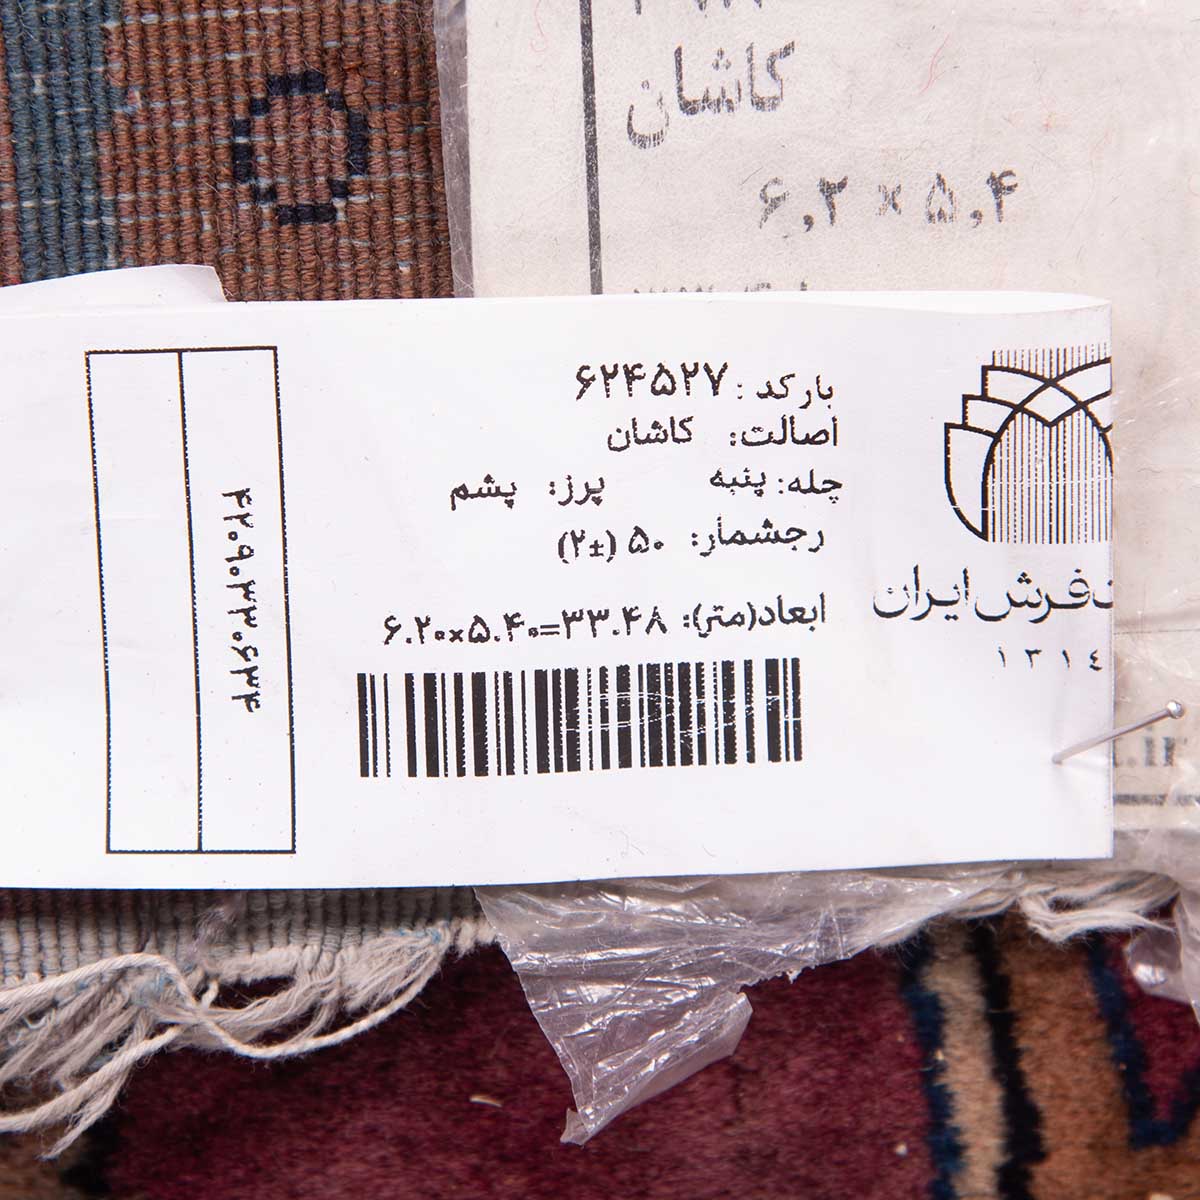 کاشان
۶,۲ × ۵,۴
بارکد: ۶۲۴۵۲۷
اصالت: کاشان
چله: پنبه پرز: پشم
رجشمار: ۵۰ (±۲)
ابعاد(متر): ۶.۲۰×۵.۴۰=۳۳.۴۸
فرش ایران
۱۳۱٤
۴۲۰۹۰۳۳۰۶۳۴